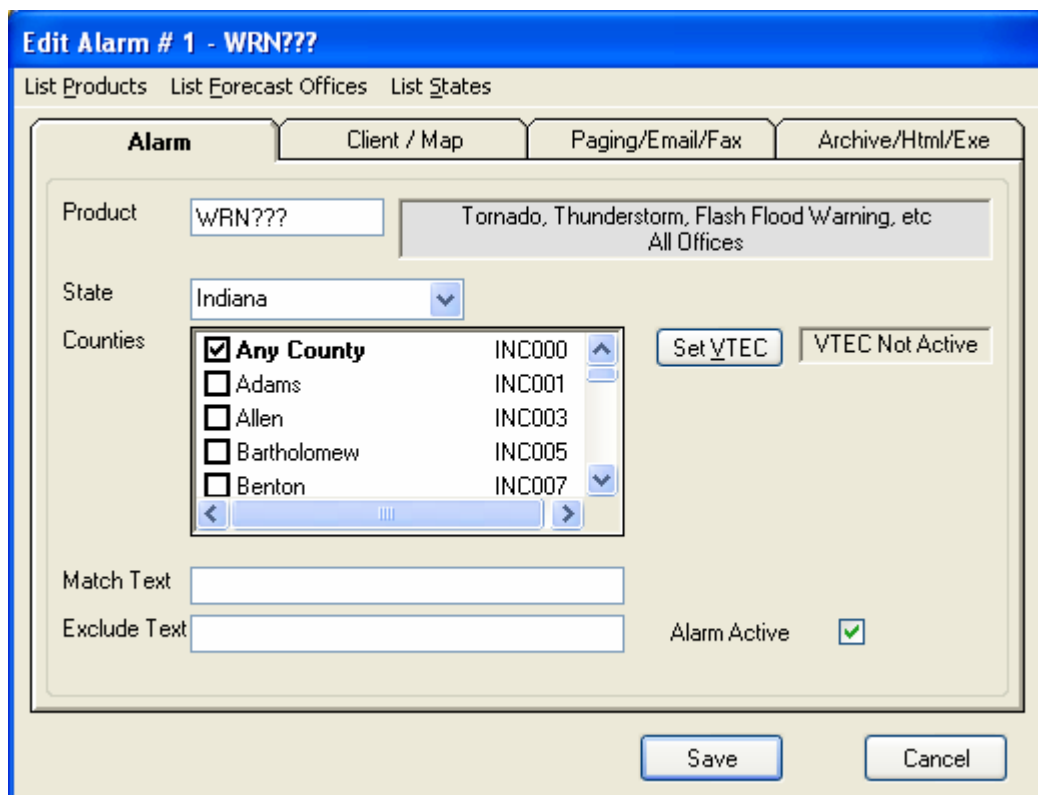 Edit Alarm # 1 - WRN???
List Products List Forecast Offices List States
Alarm Client / Map Paging/Email/Fax Archive/Html/Exe
Product WRN??? Tornado, Thunderstorm, Flash Flood Warning, etc
All Offices
State Indiana
Counties Any County INC000 Set VTEC VTEC Not Active
Adams INC001
Allen INC003
Bartholomew INC005
Benton INC007
Match Text
Exclude Text Alarm Active
Save Cancel